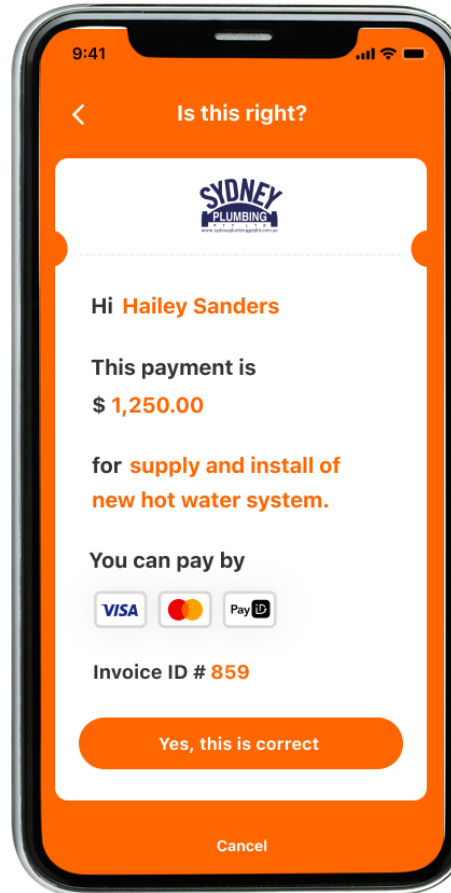 9:41
Is this right?
SYDNEY
PLUMBING
PTY LTD
Hi Hailey Sanders
This payment is
$ 1,250.00
for supply and install of
new hot water system.
You can pay by
VISA
Pay iD
Invoice ID # 859
Yes, this is correct
Cancel